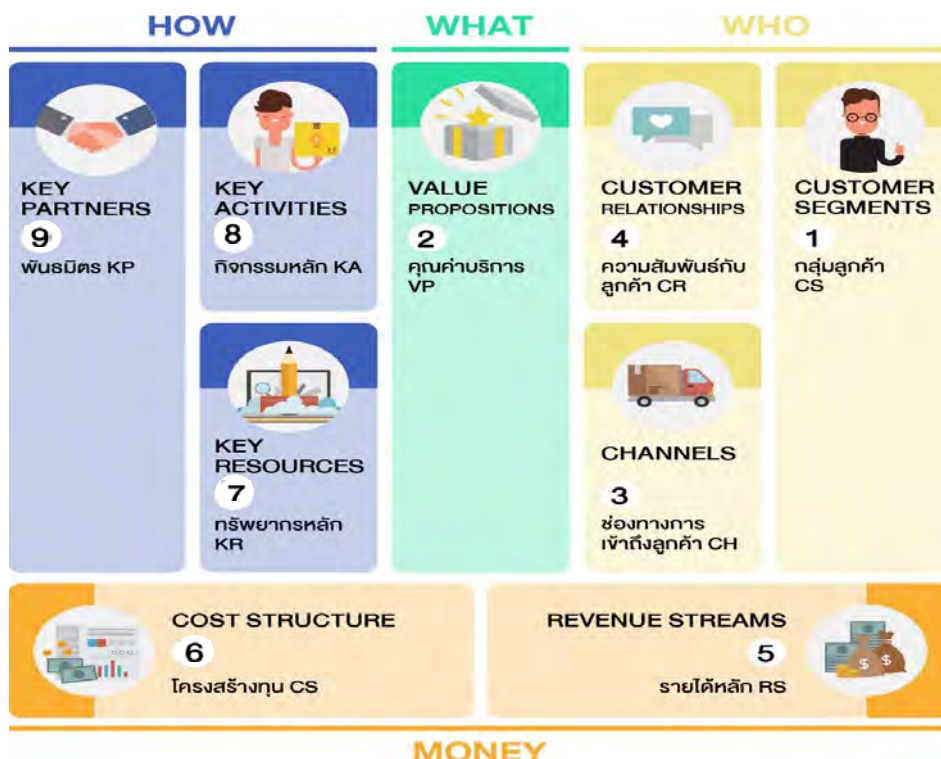 HOW
WHAT
WHO
KEY
PARTNERS
9
พันธมิตร KP
KEY
ACTIVITIES
8
กิจกรรมหลัก KA
KEY
RESOURCES
7
ทรัพยากรหลัก
KR
VALUE
PROPOSITIONS
2
คุณค่าบริการ
VP
CUSTOMER
RELATIONSHIPS
4
ความสัมพันธ์กับ
ลูกค้า CR
CHANNELS
3
ช่องทางการ
เข้าถึงลูกค้า CH
CUSTOMER
SEGMENTS
1
กลุ่มลูกค้า
CS
COST STRUCTURE
6
โครงสร้างทุน CS
REVENUE STREAMS
5
รายได้หลัก RS
$ $
MONEY